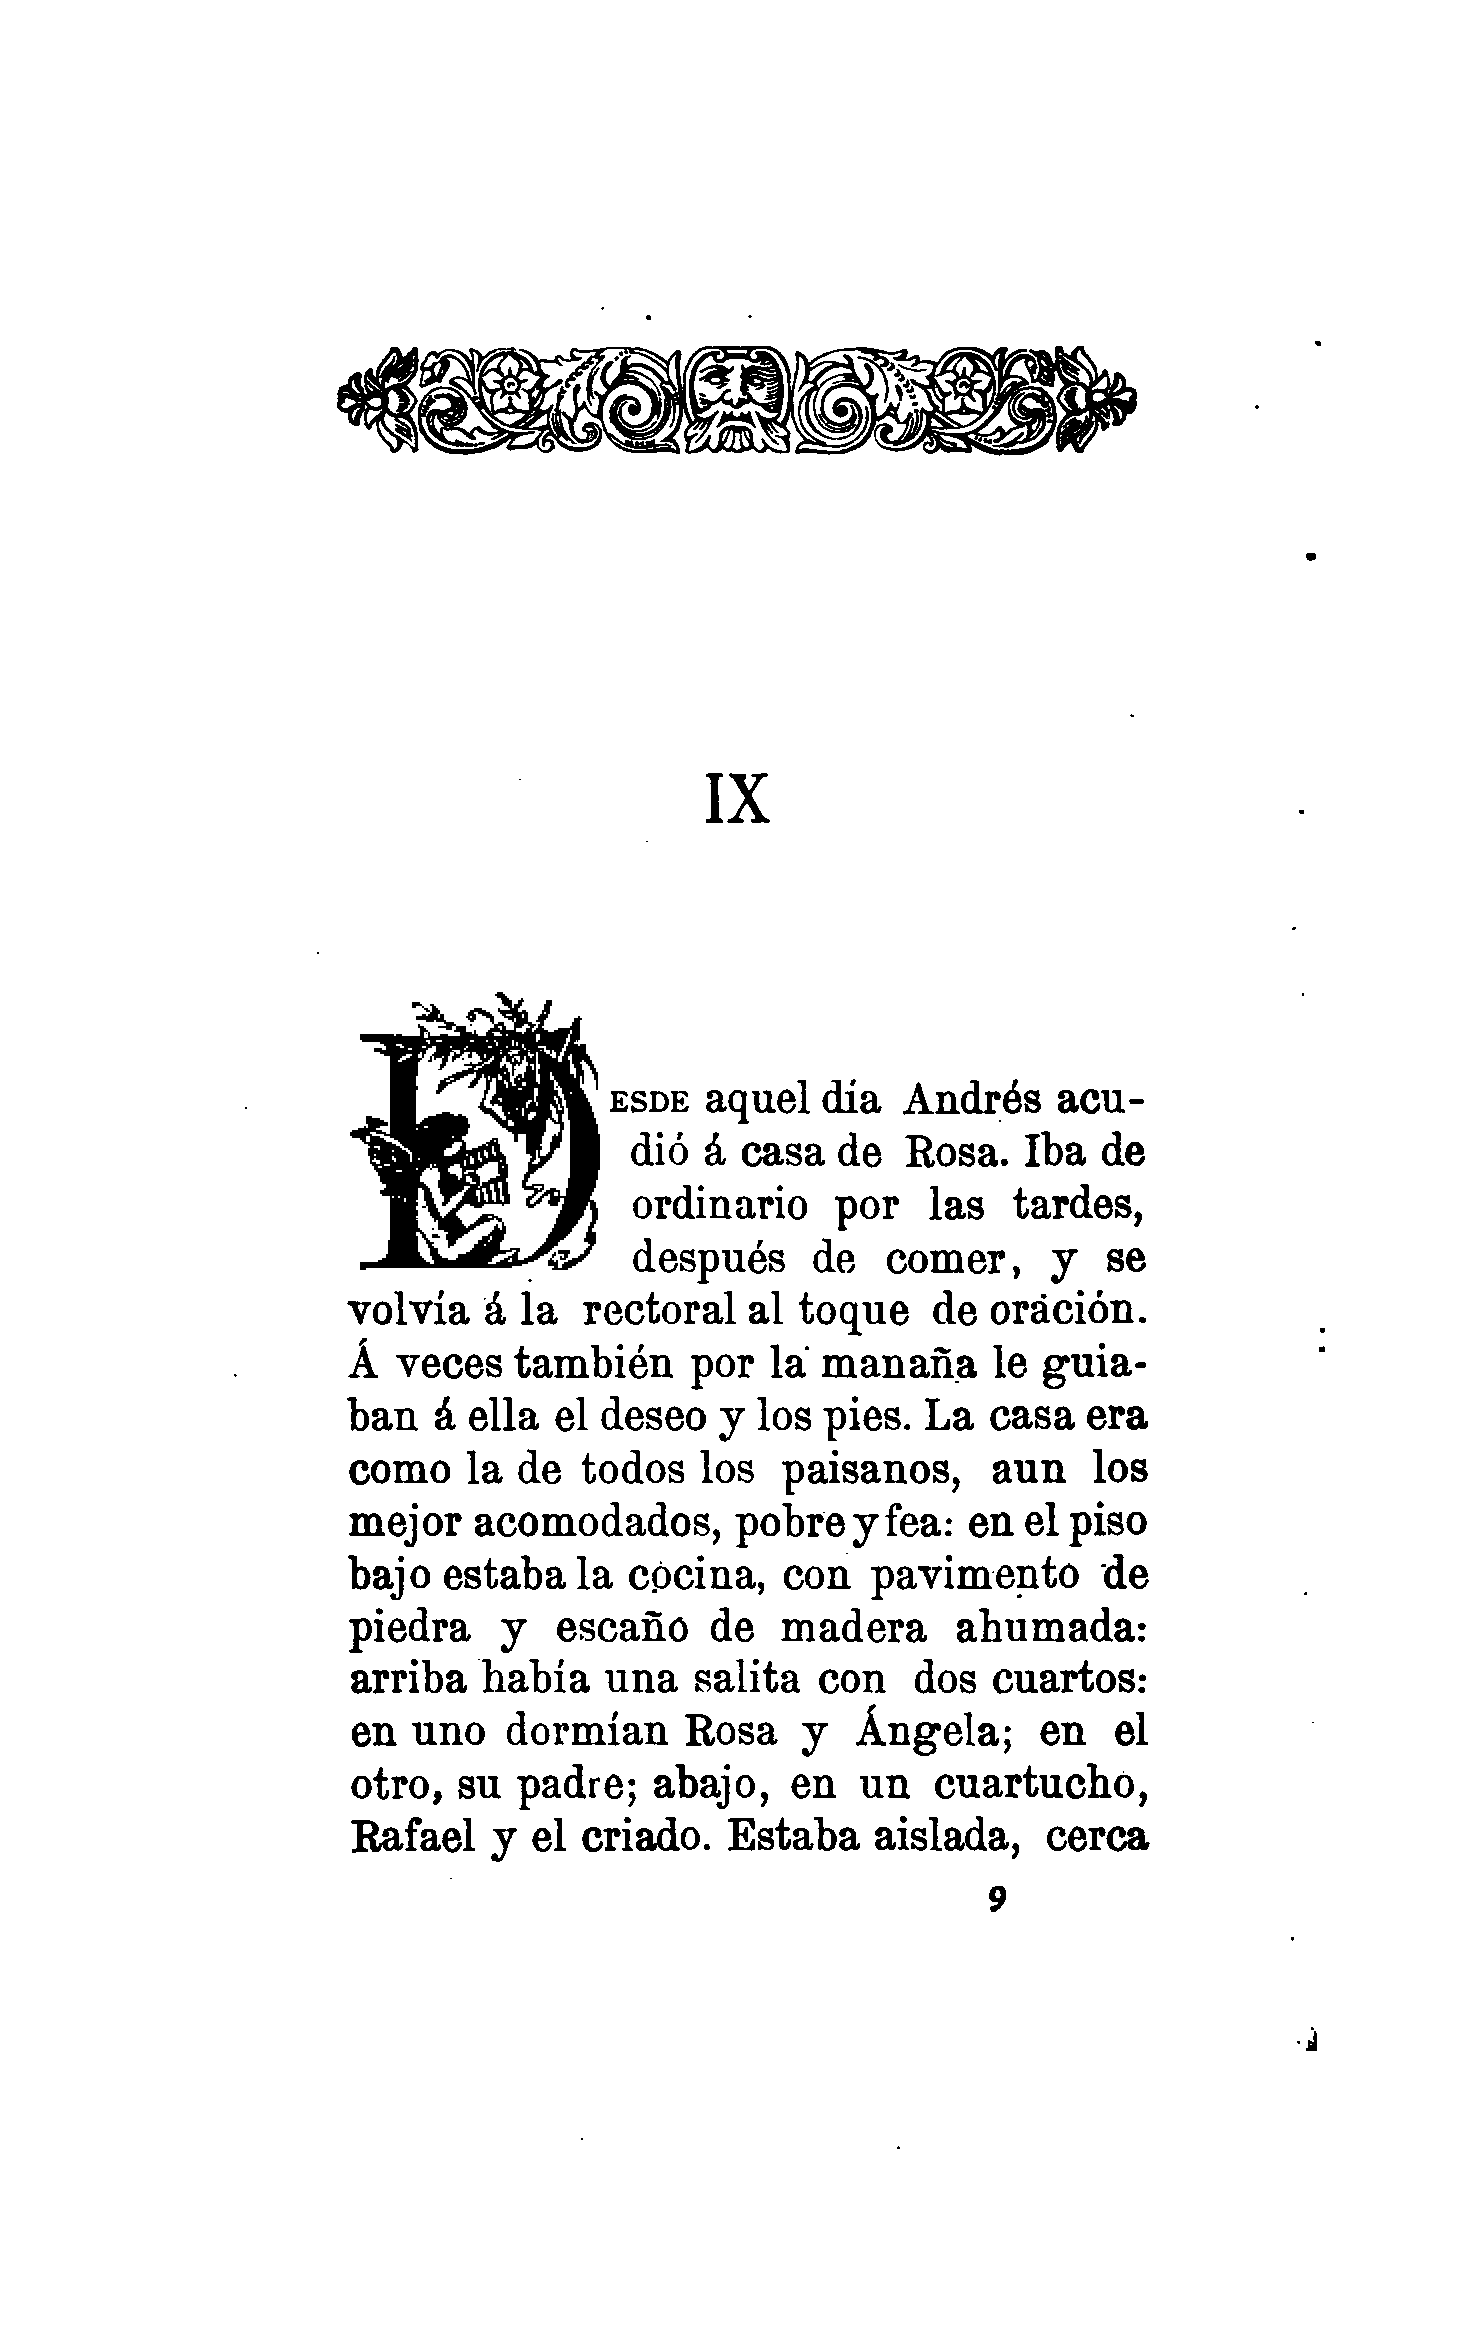 IX
DESDE aquel día Andrés acu-
dió á casa de Rosa. Iba de
ordinario por las tardes,
después de comer, y se
volvía á la rectoral al toque de oración.
Á veces también por la manaña le guia-
ban á ella el deseo y los pies. La casa era
como la de todos los paisanos, aun los
mejor acomodados, pobre y fea: en el piso
bajo estaba la cocina, con pavimento de
piedra y escaño de madera ahumada:
arriba había una salita con dos cuartos:
en uno dormían Rosa y Ángela; en el
otro, su padre; abajo, en un cuartucho,
Rafael y el criado. Estaba aislada, cerca
9